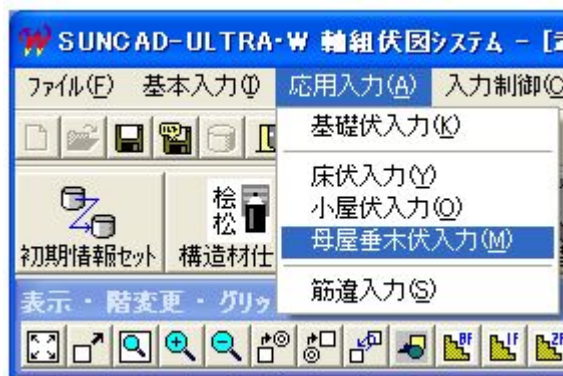 SUNCAD-ULTRA･W 軸組伏図システム - [
ファイル(F) 基本入力(I) 応用入力(A) 入力制御(C
基礎伏入力(K)
床伏入力(Y)
小屋伏入力(O)
母屋垂木伏入力(M)
筋違入力(S)
桧
松
初期情報セット 構造材仕
表示・階変更・グリッ
BF 1F 2F